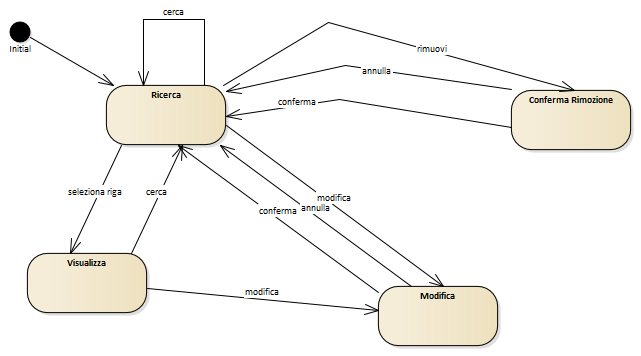 cerca
Initial
rimuovi
annulla
Ricerca
conferma
Conferma Rimozione
seleziona riga
cerca
modifica
conferma
annulla
Visualizza
modifica
Modifica